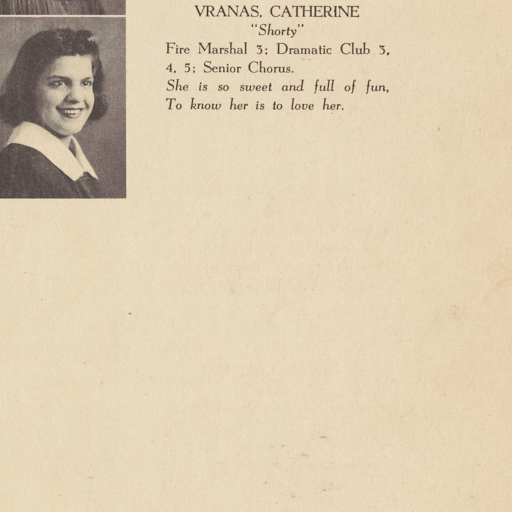 VRANAS, CATHERINE
"Shorty"
Fire Marshal 3; Dramatic Club 3,
4, 5; Senior Chorus.
She is so sweet and full of fun,
To know her is to love her.